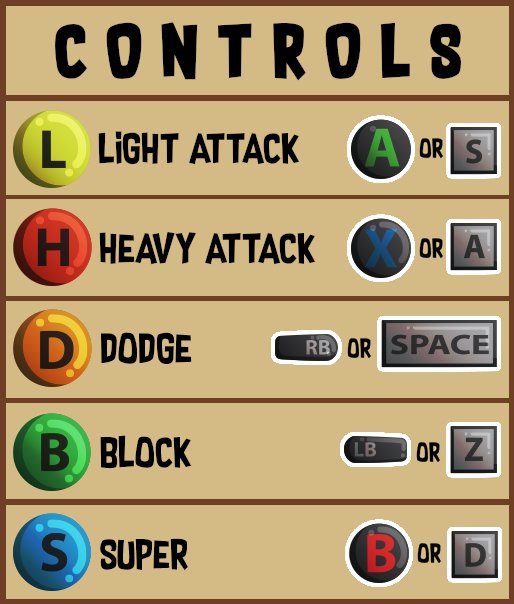 CONTROLS
L LiGHT ATTACK A OR S
H HEAVY ATTACK X OR A
D DODGE RB OR SPACE
B BLOCK LB OR Z
S SUPER B OR D